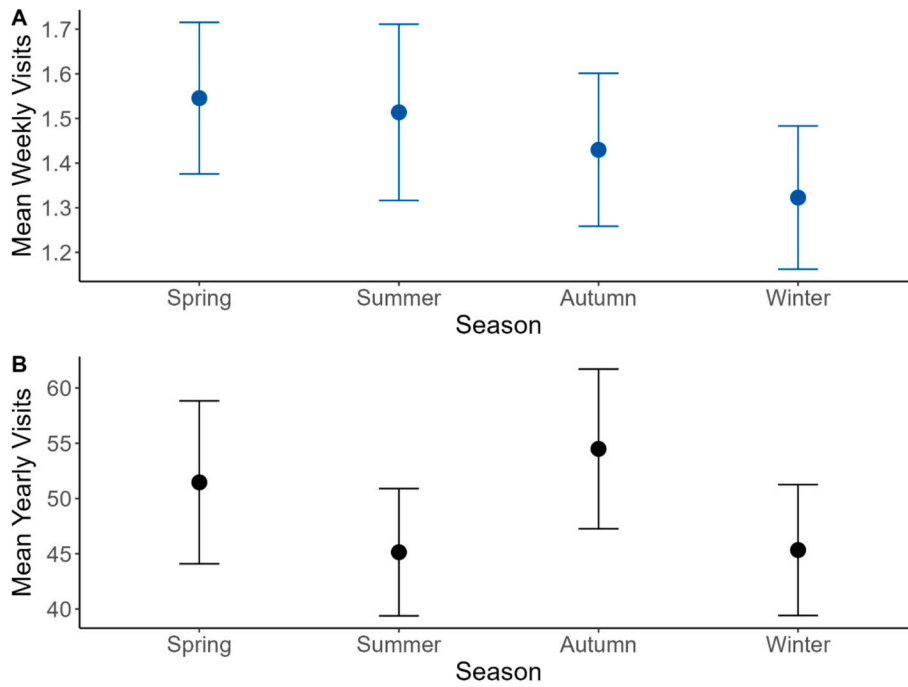 A
Mean Weekly Visits
1.7
1.6
1.5
1.4
1.3
1.2
Spring Summer Autumn Winter
Season
B
Mean Yearly Visits
60
55
50
45
40
Spring Summer Autumn Winter
Season